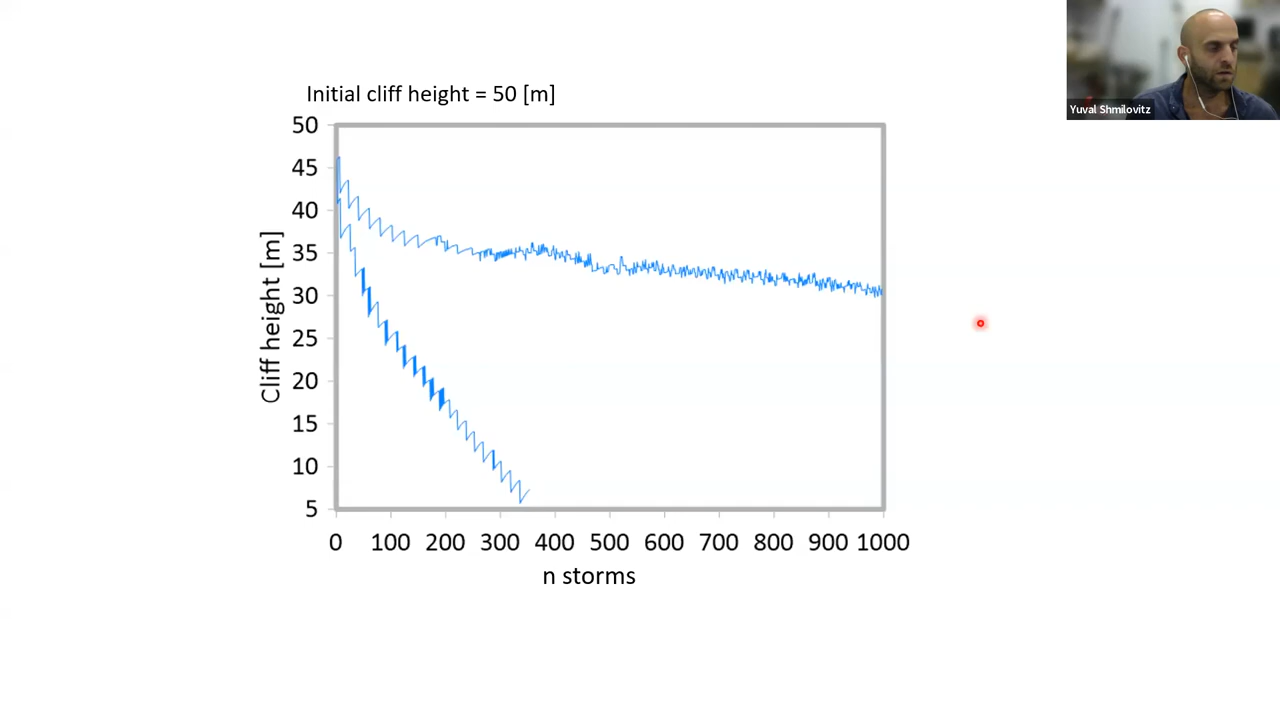 Yuval Shmilovitz
Initial cliff height = 50 [m]
50
45
40
35
30
25
20
15
10
5
Cliff height [m]
0 100 200 300 400 500 600 700 800 900 1000
n storms